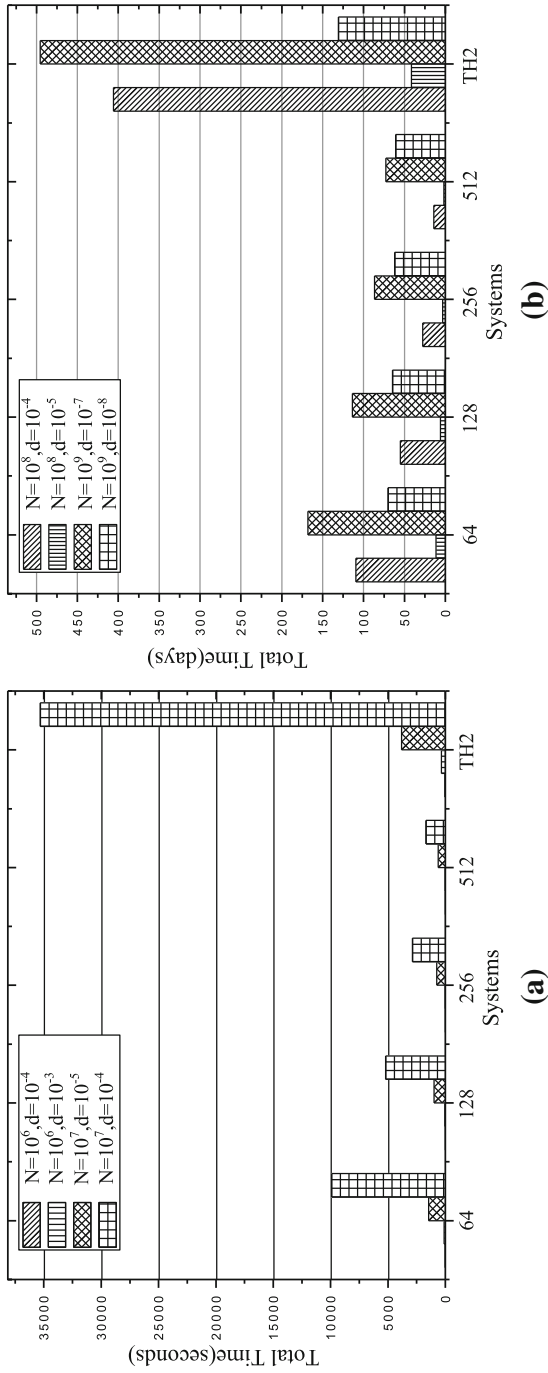 Total Time(seconds)
35000
30000
25000
20000
15000
10000
5000
0
N=10^6,d=10^-4
N=10^6,d=10^-3
N=10^7,d=10^-5
N=10^7,d=10^-4
64
128
256
512
TH2
Systems
(a)
Total Time(days)
500
450
400
350
300
250
200
150
100
50
0
N=10^8,d=10^-4
N=10^8,d=10^-5
N=10^9,d=10^-7
N=10^9,d=10^-8
64
128
256
512
TH2
Systems
(b)